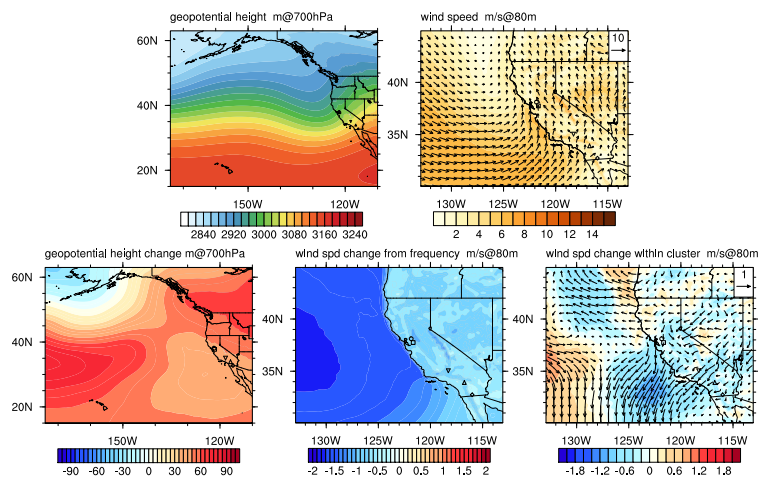 geopotential height m@700hPa
wind speed m/s@80m
10
60N
40N
20N
40N
35N
150W
120W
130W
125W
120W
115W
2840
2920
3000
3080
3160
3240
2
4
6
8
10
12
14
geopotential height change m@700hPa
wind spd change from frequency m/s@80m
wind spd change within cluster m/s@80m
1
60N
40N
20N
40N
35N
40N
35N
150W
120W
130W
125W
120W
115W
130W
125W
120W
115W
-90
-60
-30
0
30
60
90
-2
-1.5
-1
-0.5
0
0.5
1
1.5
2
-1.8
-1.2
-0.6
0
0.6
1.2
1.8